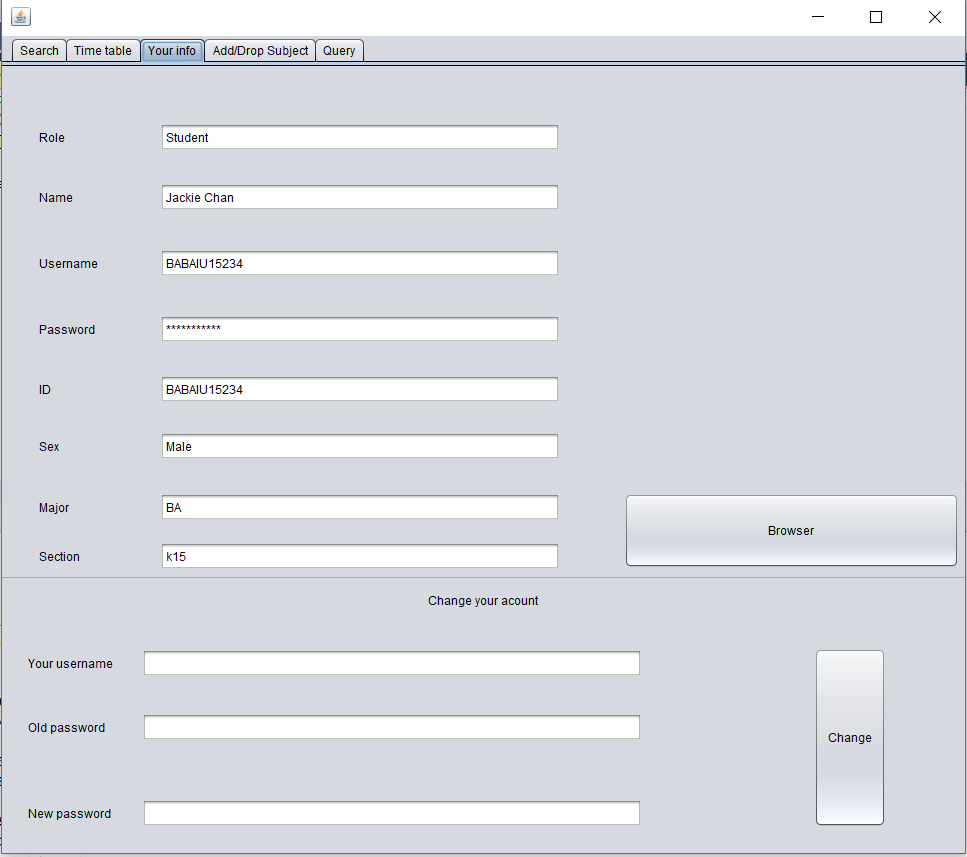 Search Time table Your info Add/Drop Subject Query
Role Student
Name Jackie Chan
Username BABAIU15234
Password ***********
ID BABAIU15234
Sex Male
Major BA
Browser
Section k15
Change your acount
Your username
Old password
Change
New password